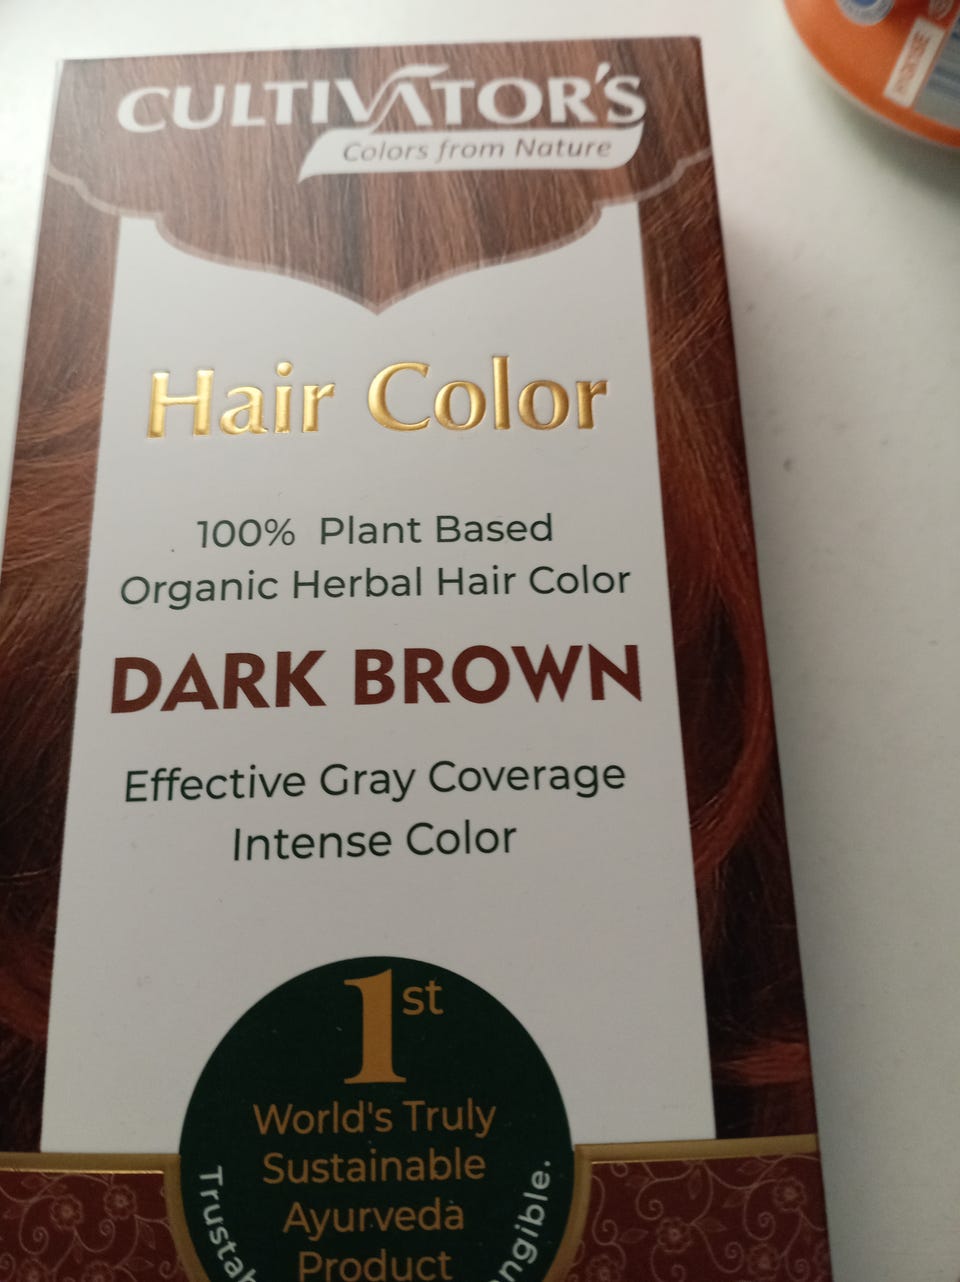 CULTIVATOR'S
Colors from Nature
Hair Color
100% Plant Based
Organic Herbal Hair Color
DARK BROWN
Effective Gray Coverage
Intense Color
1st
World's Truly
Sustainable
Ayurveda
Product